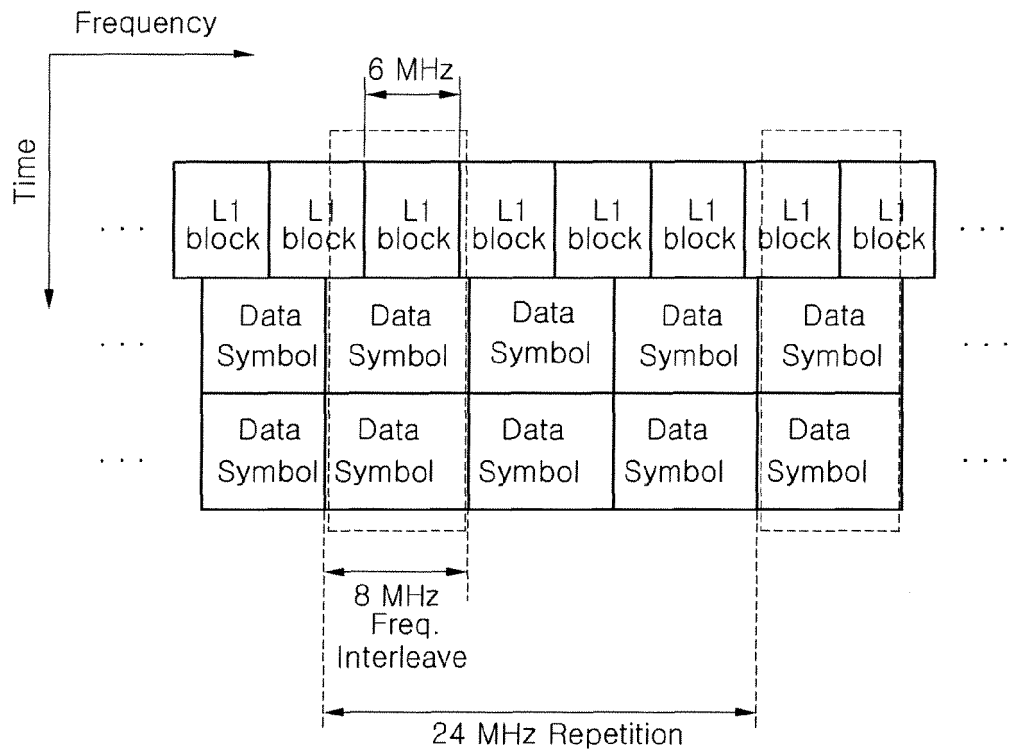 Frequency
6 MHz
Time
L1 L1 L1 L1 L1 L1 L1 L1
. . . block block block block block block block block . . .
Data Data Data Data Data
. . . Symbol Symbol Symbol Symbol Symbol . . .
Data Data Data Data Data
. . . Symbol Symbol Symbol Symbol Symbol . . .
8 MHz
Freq.
Interleave
24 MHz Repetition